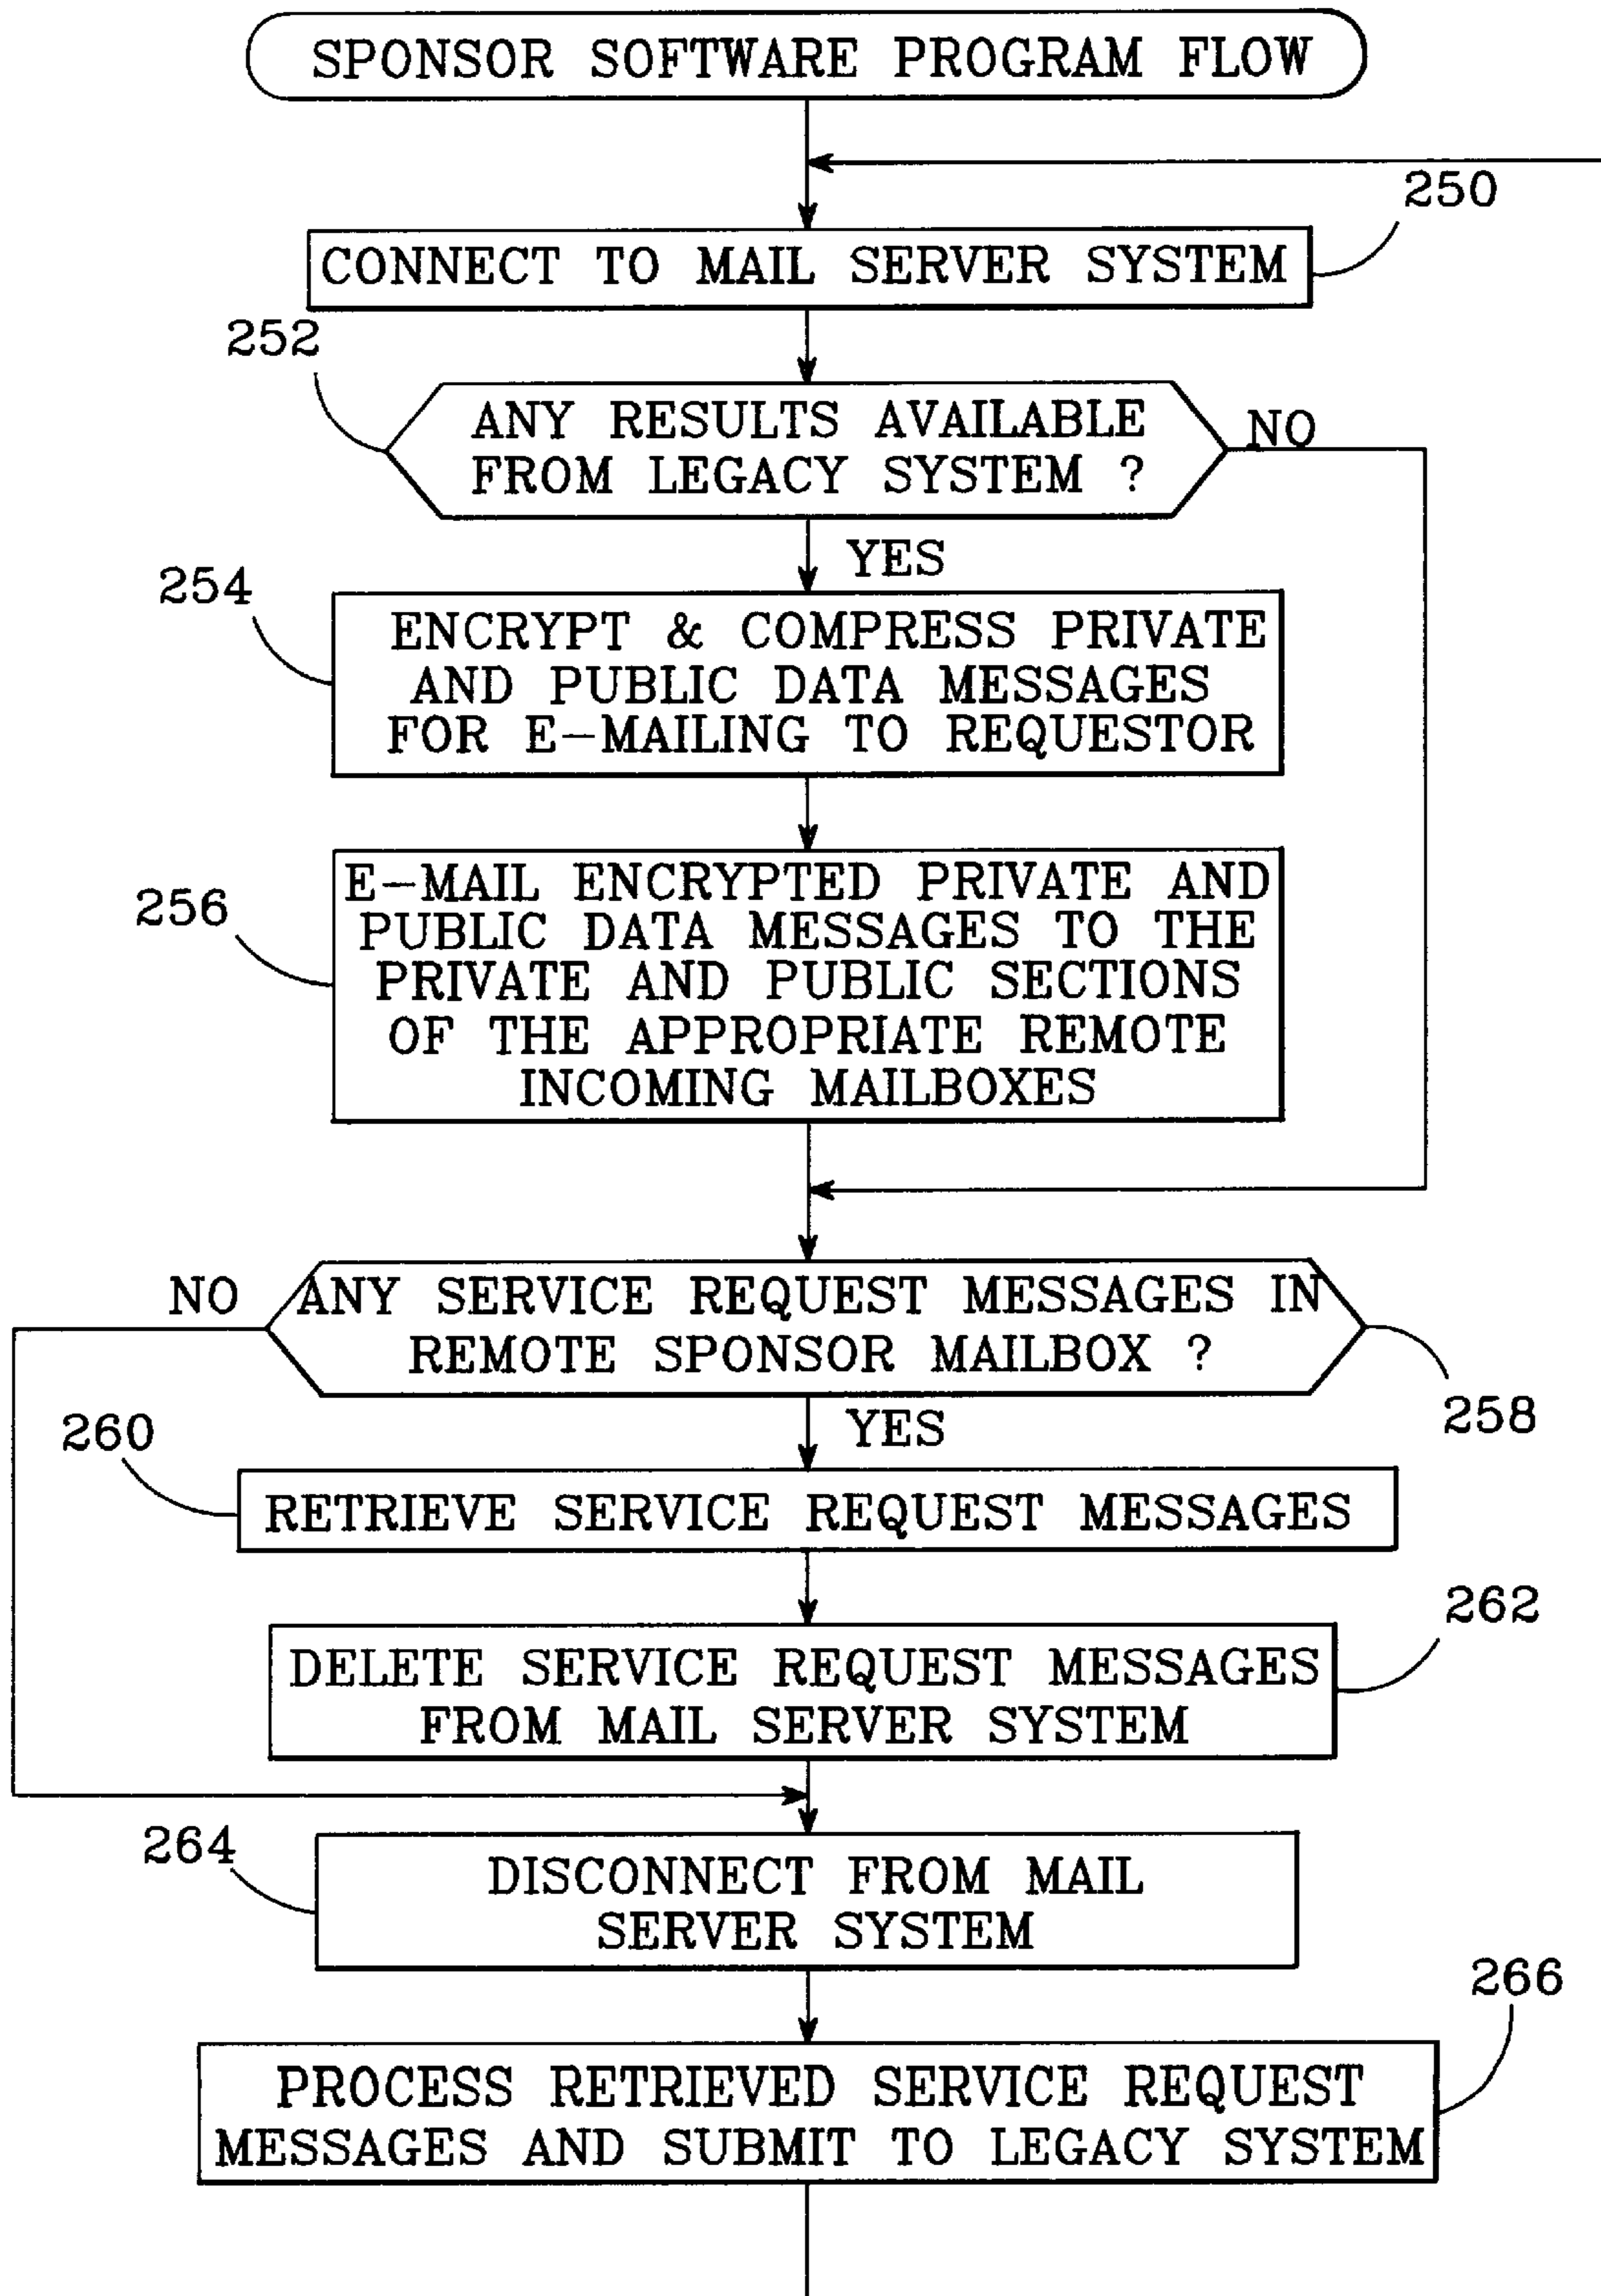 SPONSOR SOFTWARE PROGRAM FLOW
250
CONNECT TO MAIL SERVER SYSTEM
252
ANY RESULTS AVAILABLE
FROM LEGACY SYSTEM ?
NO
YES
254
ENCRYPT & COMPRESS PRIVATE
AND PUBLIC DATA MESSAGES
FOR E-MAILING TO REQUESTOR
256
E-MAIL ENCRYPTED PRIVATE AND
PUBLIC DATA MESSAGES TO THE
PRIVATE AND PUBLIC SECTIONS
OF THE APPROPRIATE REMOTE
INCOMING MAILBOXES
NO
ANY SERVICE REQUEST MESSAGES IN
REMOTE SPONSOR MAILBOX ?
258
YES
260
RETRIEVE SERVICE REQUEST MESSAGES
262
DELETE SERVICE REQUEST MESSAGES
FROM MAIL SERVER SYSTEM
264
DISCONNECT FROM MAIL
SERVER SYSTEM
266
PROCESS RETRIEVED SERVICE REQUEST
MESSAGES AND SUBMIT TO LEGACY SYSTEM